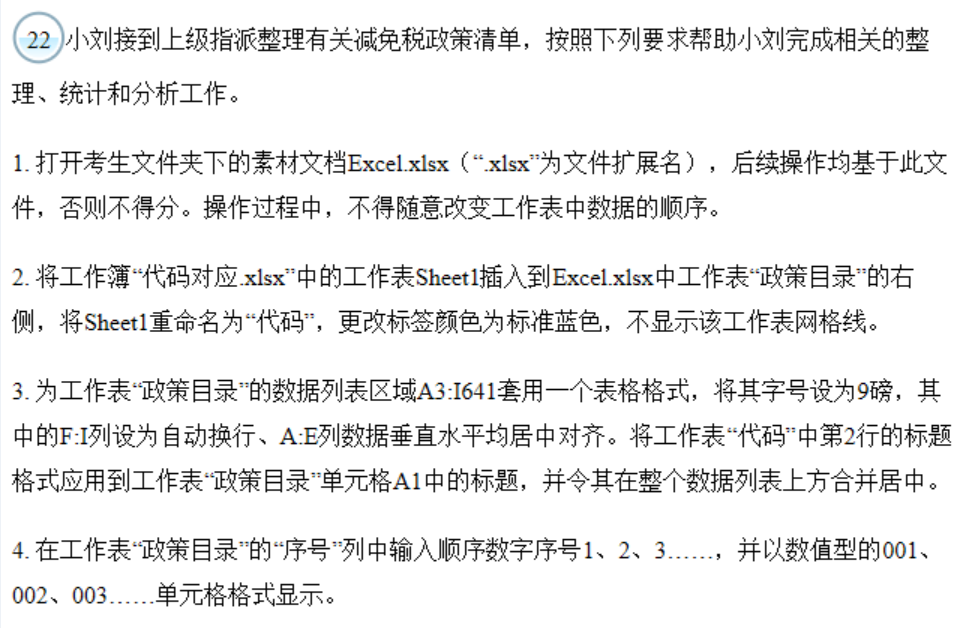 22 小刘接到上级指派整理有关减免税政策清单，按照下列要求帮助小刘完成相关的整
理、统计和分析工作。
1. 打开考生文件夹下的素材文档Excel.xlsx（“.xlsx”为文件扩展名），后续操作均基于此文
件，否则不得分。操作过程中，不得随意改变工作表中数据的顺序。
2. 将工作簿“代码对应.xlsx”中的工作表Sheet1插入到Excel.xlsx中工作表“政策目录”的右
侧，将Sheet1重命名为“代码”，更改标签颜色为标准蓝色，不显示该工作表网格线。
3. 为工作表“政策目录”的数据列表区域A3:I641套用一个表格格式，将其字号设为9磅，其
中的F:I列设为自动换行、A:E列数据垂直水平均居中对齐。将工作表“代码”中第2行的标题
格式应用到工作表“政策目录”单元格A1中的标题，并令其在整个数据列表上方合并居中。
4. 在工作表“政策目录”的“序号”列中输入顺序数字序号1、2、3……，并以数值型的001、
002、003……单元格格式显示。